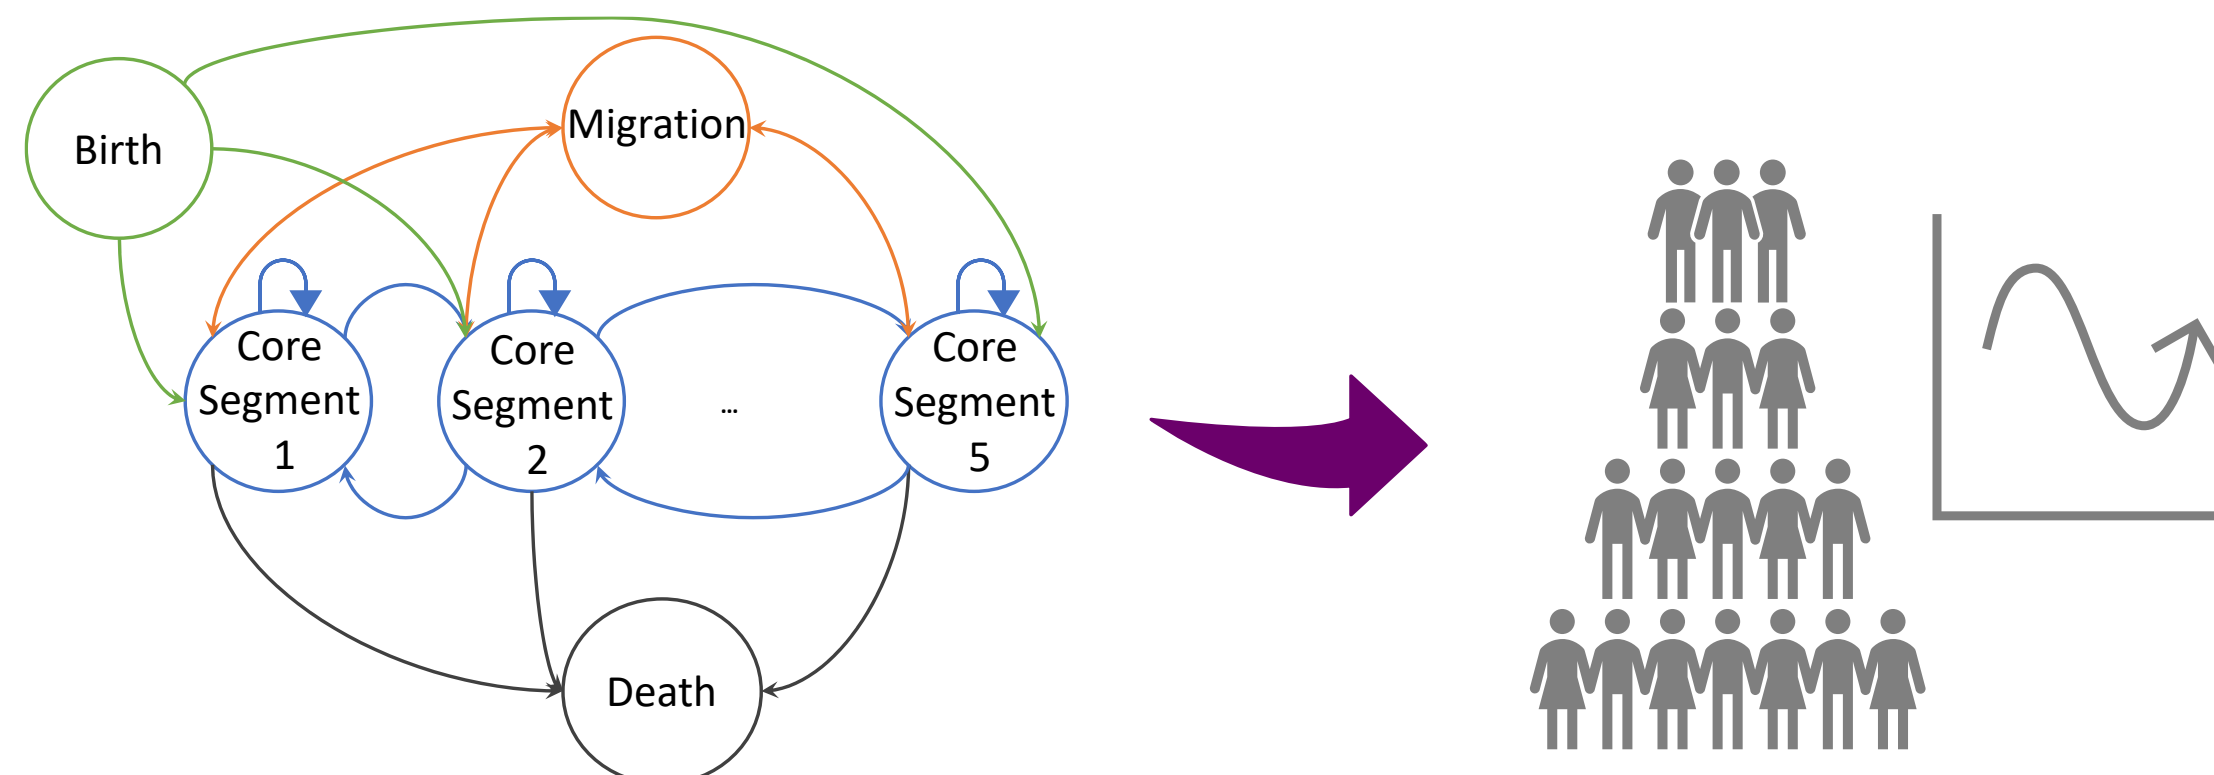 Birth
Migration
Core
Segment
1
Core
Segment
2
...
Core
Segment
5
Death